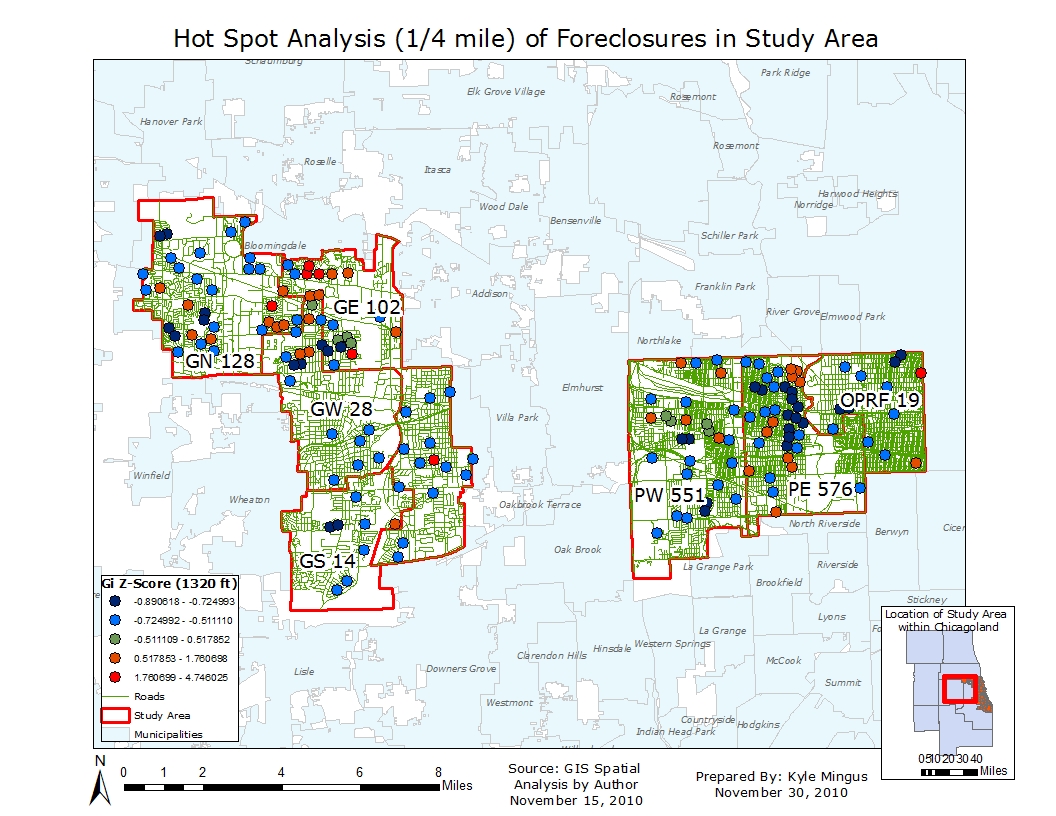 Hot Spot Analysis (1/4 mile) of Foreclosures in Study Area
Schaumburg
Park Ridge
Elk Grove Village
Rosemont
Hanover Park
Rosemont
Roselle
Itasca
Harwood Heights
Norridge
Wood Dale
Bensenville
Schiller Park
Bloomingdale
Franklin Park
Addison
GE 102
River Grove
Elmwood Park
Northlake
GN 128
Elmhurst
GW 28
OPRF 19
Villa Park
Winfield
PW 551
PE 576
Wheaton
Oakbrook Terrace
North Riverside
Berwyn
Cicer
Oak Brook
GS 14
La Grange Park
Riverside
Brookfield
Stickney
Lyons
La Grange
Hinsdale
Western Springs
Clarendon Hills
McCook
Lisle
Downers Grove
Summit
Westmont
Countryside
Hodgkins
Indian Head Park
Gi Z-Score (1320 ft)
-0.890618 - -0.724993
-0.724992 - -0.511110
-0.511109 - 0.517852
0.517853 - 1.760698
1.760699 - 4.746025
Roads
Study Area
Municipalities
Location of Study Area
within Chicagoland
0510 20 30 40
Miles
N
0 1 2 4 6 8
Miles
Source: GIS Spatial
Analysis by Author
November 15, 2010
Prepared By: Kyle Mingus
November 30, 2010